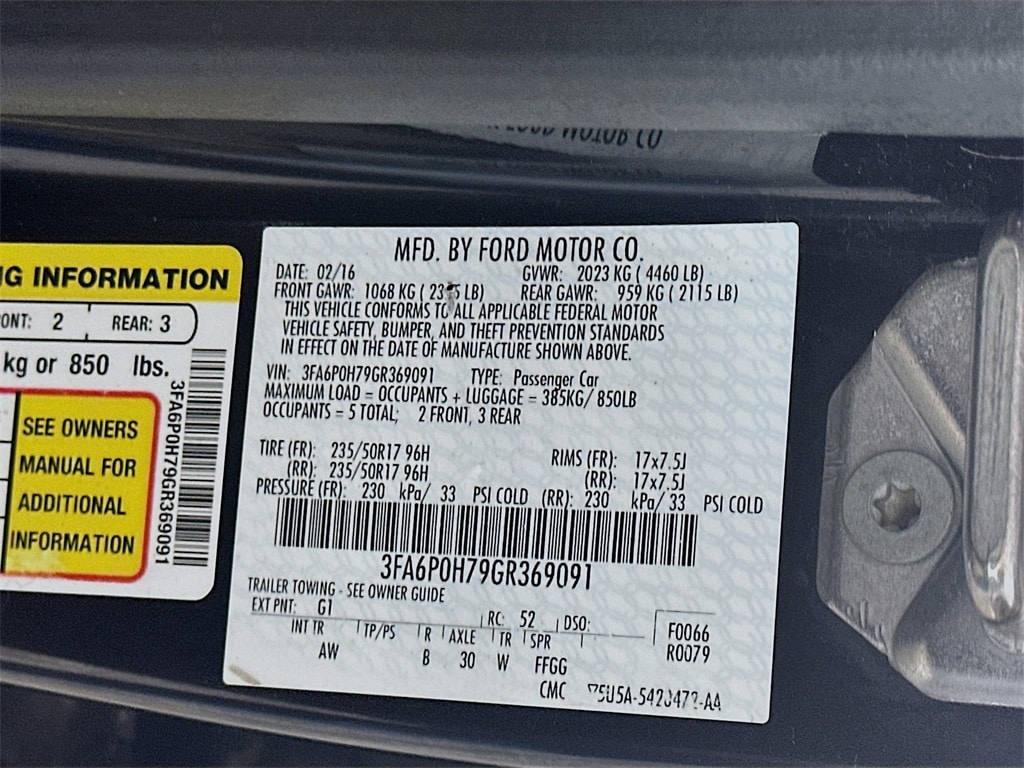 MFD. BY FORD MOTOR CO.
DATE: 02/16 GVWR: 2023 KG ( 4460 LB)
FRONT GAWR: 1068 KG ( LB) REAR GAWR: 959 KG ( 2115 LB)
THIS VEHICLE CONFORMS TO ALL APPLICABLE FEDERAL MOTOR
VEHICLE SAFETY, BUMPER, AND THEFT PREVENTION STANDARDS
IN EFFECT ON THE DATE OF MANUFACTURE SHOWN ABOVE.
VIN: 3FA6P0H79GR369091 TYPE: Passenger Car
MAXIMUM LOAD = OCCUPANTS + LUGGAGE = 385KG/ 850LB
OCCUPANTS = 5 TOTAL; 2 FRONT, 3 REAR
TIRE (FR): 235/50R17 96H RIMS (FR): 17x7.5J
(RR): 235/50R17 96H (RR): 17x7.5J
PRESSURE (FR): 230 kPa/ 33 PSI COLD (RR): 230 kPa/ 33 PSI COLD
3FA6P0H79GR369091
TRAILER TOWING - SEE OWNER GUIDE
EXT PNT: G1 RC: 52 DSO:
INT TR TP/PS R AXLE TR SPR
AW B 30 W FFGG
F0066
R0079
CMC
NG INFORMATION
ONT: 2 REAR: 3
kg or 850 lbs.
SEE OWNERS
MANUAL FOR
ADDITIONAL
INFORMATION
3FA6P0H79GR369091
MOTOR CO